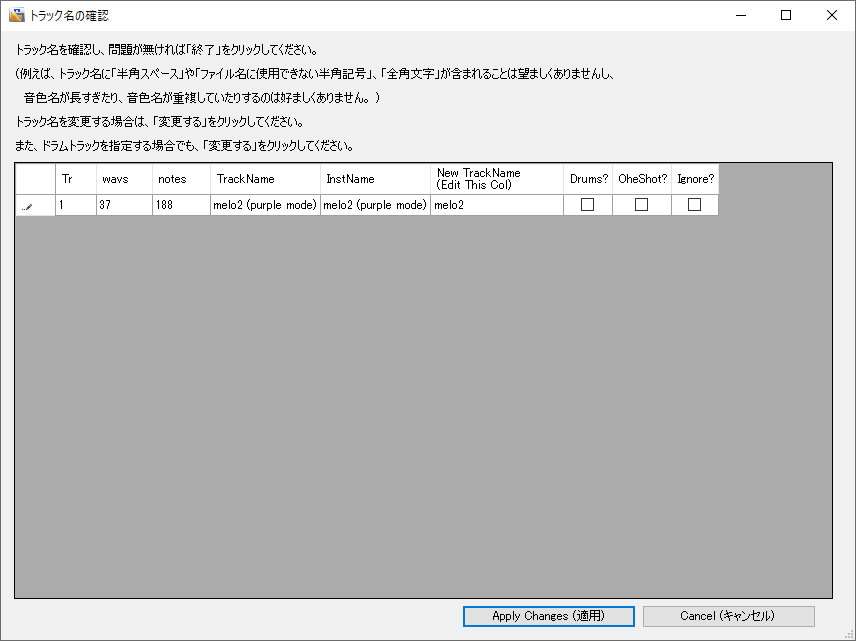 トラック名の確認
トラック名を確認し、問題が無ければ「終了」をクリックしてください。
(例えば、トラック名に「半角スペース」や「ファイル名に使用できない半角記号」、「全角文字」が含まれることは望ましくありませんし、
音色名が長すぎたり、音色名が重複していたりするのは好ましくありません。)
トラック名を変更する場合は、「変更する」をクリックしてください。
また、ドラムトラックを指定する場合でも、「変更する」をクリックしてください。
Tr wavs notes TrackName InstName New TrackName (Edit This Col) Drums? OheShot? Ignore?
1 37 188 melo2 (purple mode) melo2 (purple mode) melo2
Apply Changes (適用) Cancel (キャンセル)